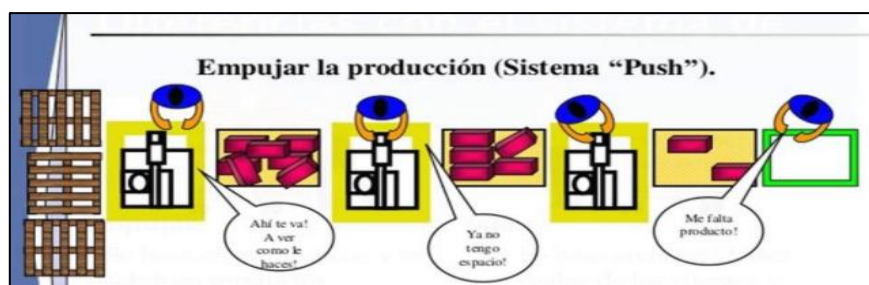 Empujar la producción (Sistema “Push”).
Ahí te va!
A ver
como le
haces!
Ya no
tengo
espacio!
Me falta
producto!